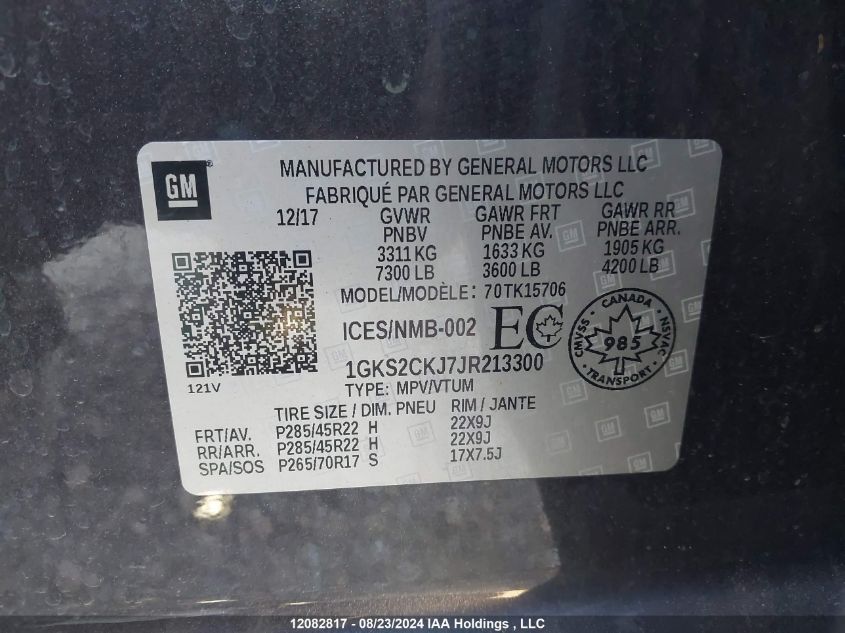 GM
MANUFACTURED BY GENERAL MOTORS LLC
FABRIQUÉ PAR GENERAL MOTORS LLC
12/17 GVWR GAWR FRT GAWR RR
PNBV PNBE AV. PNBE ARR.
3311 KG 1633 KG 1905 KG
7300 LB 3600 LB 4200 LB
MODEL/MODÈLE: 70TK15706
ICES/NMB-002 EC
CANADA
CMVSS 985 NSVAC
TRANSPORT
1GKS2CKJ7JR213300
121V
TYPE: MPV/VTUM
TIRE SIZE / DIM. PNEU RIM / JANTE
FRT/AV. P285/45R22 H 22X9J
RR/ARR. P285/45R22 H 22X9J
SPA/SOS P265/70R17 S 17X7.5J
12082817 - 08/23/2024 IAA Holdings , LLC